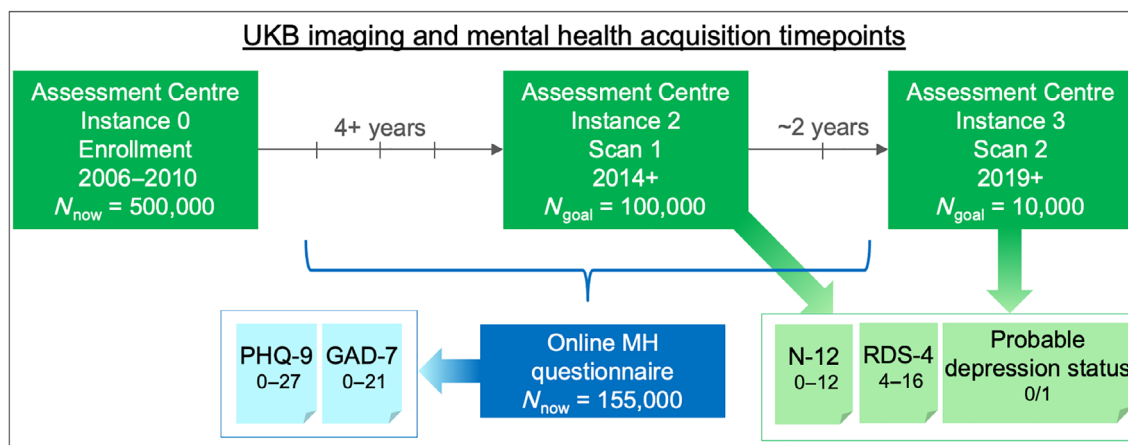 UKB imaging and mental health acquisition timepoints
Assessment Centre
Instance 0
Enrollment
2006–2010
Nnow = 500,000
4+ years
Assessment Centre
Instance 2
Scan 1
2014+
Ngoal = 100,000
~2 years
Assessment Centre
Instance 3
Scan 2
2019+
Ngoal = 10,000
PHQ-9
0–27
GAD-7
0–21
Online MH
questionnaire
Nnow = 155,000
N-12
0–12
RDS-4
4–16
Probable
depression status
0/1